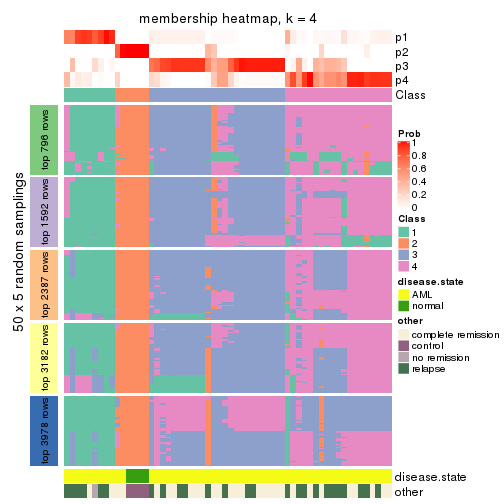 membership heatmap, k = 4
p1
p2
p3
p4
Class
50 x 5 random samplings
top 796 rows
top 1592 rows
top 2387 rows
top 3182 rows
top 3978 rows
disease.state
other
Prob
1
0.8
0.6
0.4
0.2
0
Class
1
2
3
4
disease.state
AML
normal
other
complete remission
control
no remission
relapse